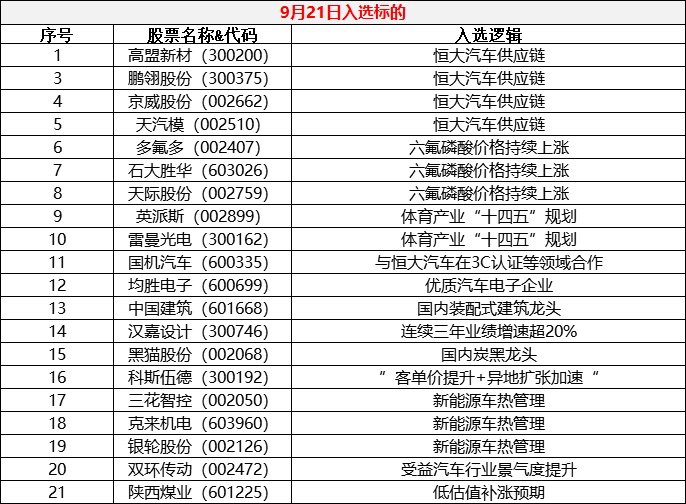 9月21日入选标的
序号 股票名称&代码 入选逻辑
1 高盟新材（300200） 恒大汽车供应链
3 鹏翎股份（300375） 恒大汽车供应链
4 京威股份（002662） 恒大汽车供应链
5 天汽模（002510） 恒大汽车供应链
6 多氟多（002407） 六氟磷酸价格持续上涨
7 石大胜华（603026） 六氟磷酸价格持续上涨
8 天际股份（002759） 六氟磷酸价格持续上涨
9 英派斯（002899） 体育产业“十四五”规划
10 雷曼光电（300162） 体育产业“十四五”规划
11 国机汽车（600335） 与恒大汽车在3C认证等领域合作
12 均胜电子（600699） 优质汽车电子企业
13 中国建筑（601668） 国内装配式建筑龙头
14 汉嘉设计（300746） 连续三年业绩增速超20%
15 黑猫股份（002068） 国内炭黑龙头
16 科斯伍德（300192） ”客单价提升+异地扩张加速“
17 三花智控（002050） 新能源车热管理
18 克来机电（603960） 新能源车热管理
19 银轮股份（002126） 新能源车热管理
20 双环传动（002472） 受益汽车行业景气度提升
21 陕西煤业（601225） 低估值补涨预期